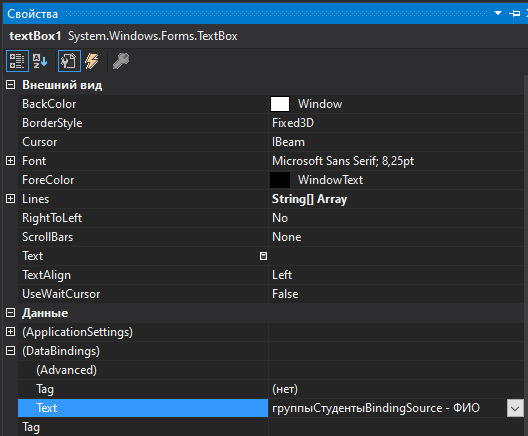 Свойства
textBox1 System.Windows.Forms.TextBox
Внешний вид
BackColor Window
BorderStyle Fixed3D
Cursor IBeam
Font Microsoft Sans Serif; 8,25pt
ForeColor WindowText
Lines String[] Array
RightToLeft No
ScrollBars None
Text
TextAlign Left
UseWaitCursor False
Данные
(ApplicationSettings)
(DataBindings)
(Advanced)
Tag (нет)
Text группыСтудентыBindingSource - ФИО
Tag